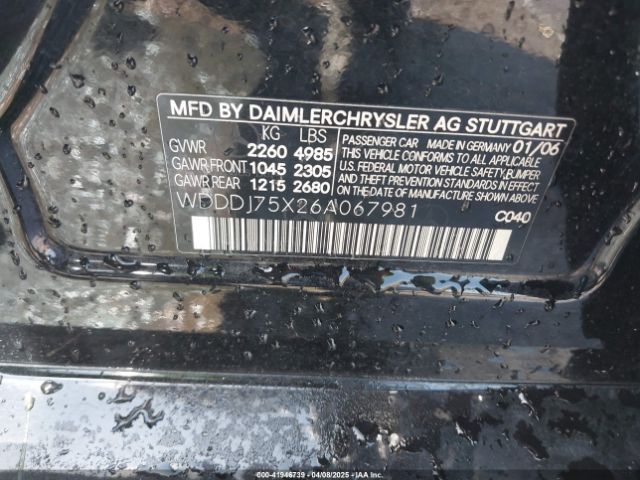 MFD BY DAIMLERCHRYSLER AG STUTTGART
KG LBS
GVWR 2260 4985
GAWR FRONT 1045 2305
GAWR REAR 1215 2680
PASSENGER CAR MADE IN GERMANY 01/06
THIS VEHICLE CONFORMS TO ALL APPLICABLE
U.S. FEDERAL MOTOR VEHICLE SAFETY, BUMPER
AND THEFT PREVENTION STANDARDS IN EFFECT
ON THE DATE OF MANUFACTURE SHOWN ABOVE
WDDDJ75X26A067981
C040
000-41946739 - 04/08/2025 - IAAI.COM